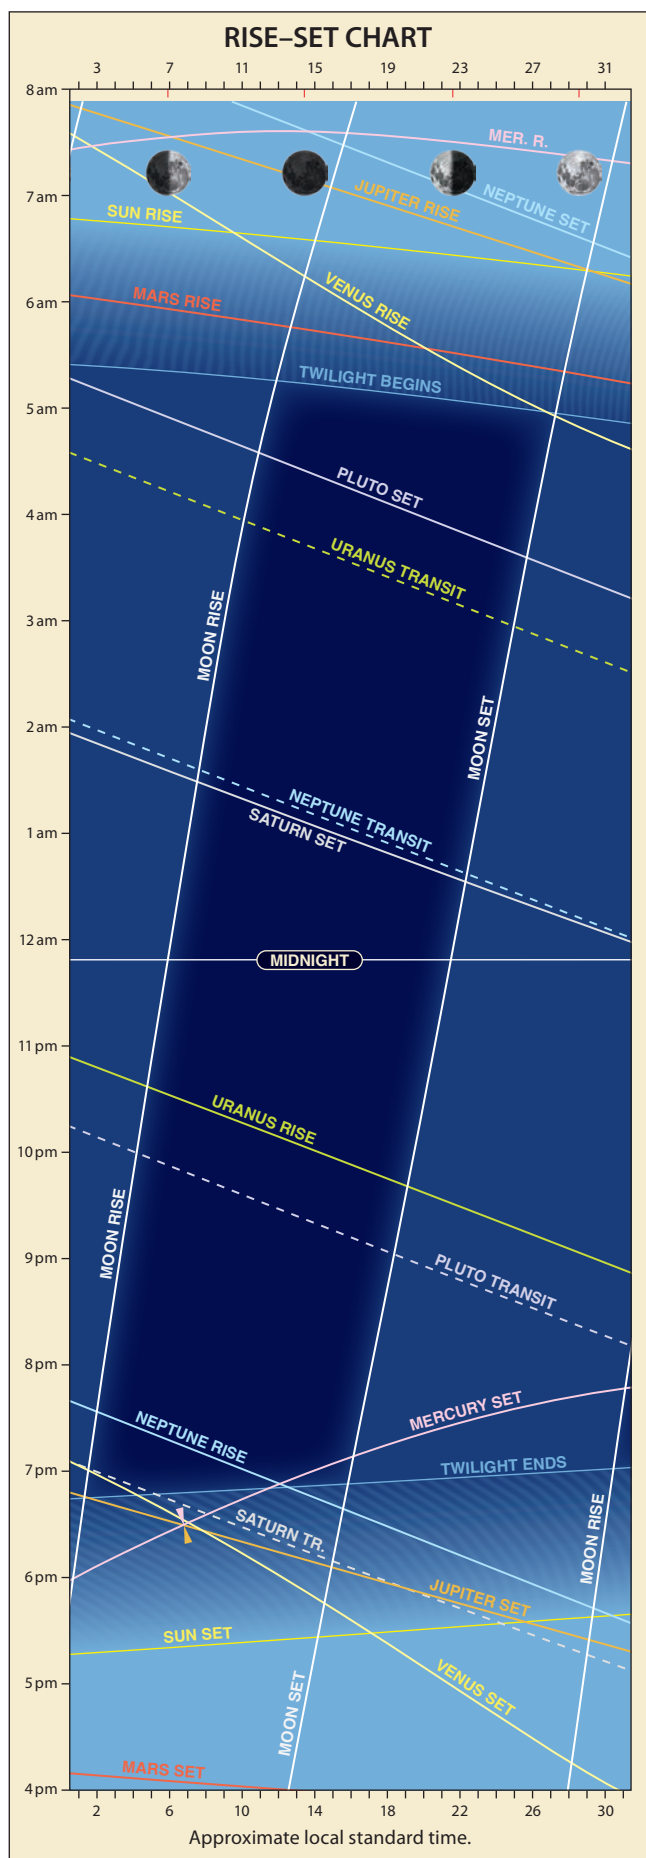 RISE–SET CHART
3 7 11 15 19 23 27 31
8 am
MER. R.
7 am
JUPITER RISE
NEPTUNE SET
SUN RISE
VENUS RISE
6 am
MARS RISE
TWILIGHT BEGINS
5 am
PLUTO SET
4 am
URANUS TRANSIT
3 am
MOON RISE
MOON SET
2 am
NEPTUNE TRANSIT
SATURN SET
1 am
12 am
MIDNIGHT
11 pm
URANUS RISE
10 pm
MOON RISE
9 pm
PLUTO TRANSIT
8 pm
MERCURY SET
NEPTUNE RISE
7 pm
TWILIGHT ENDS
SATURN TR.
MOON RISE
6 pm
JUPITER SET
SUN SET
5 pm
VENUS SET
MOON SET
MARS SET
4 pm
2 6 10 14 18 22 26 30
Approximate local standard time.